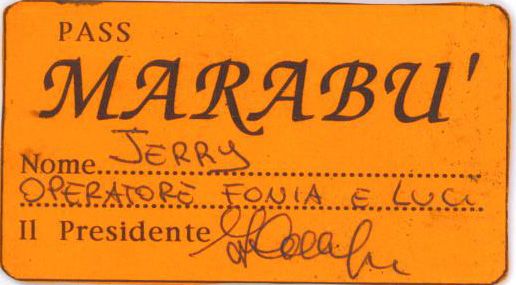 PASS
MARABU'
Nome JERRY
OPERATORE FONIA E LUCI
Il Presidente